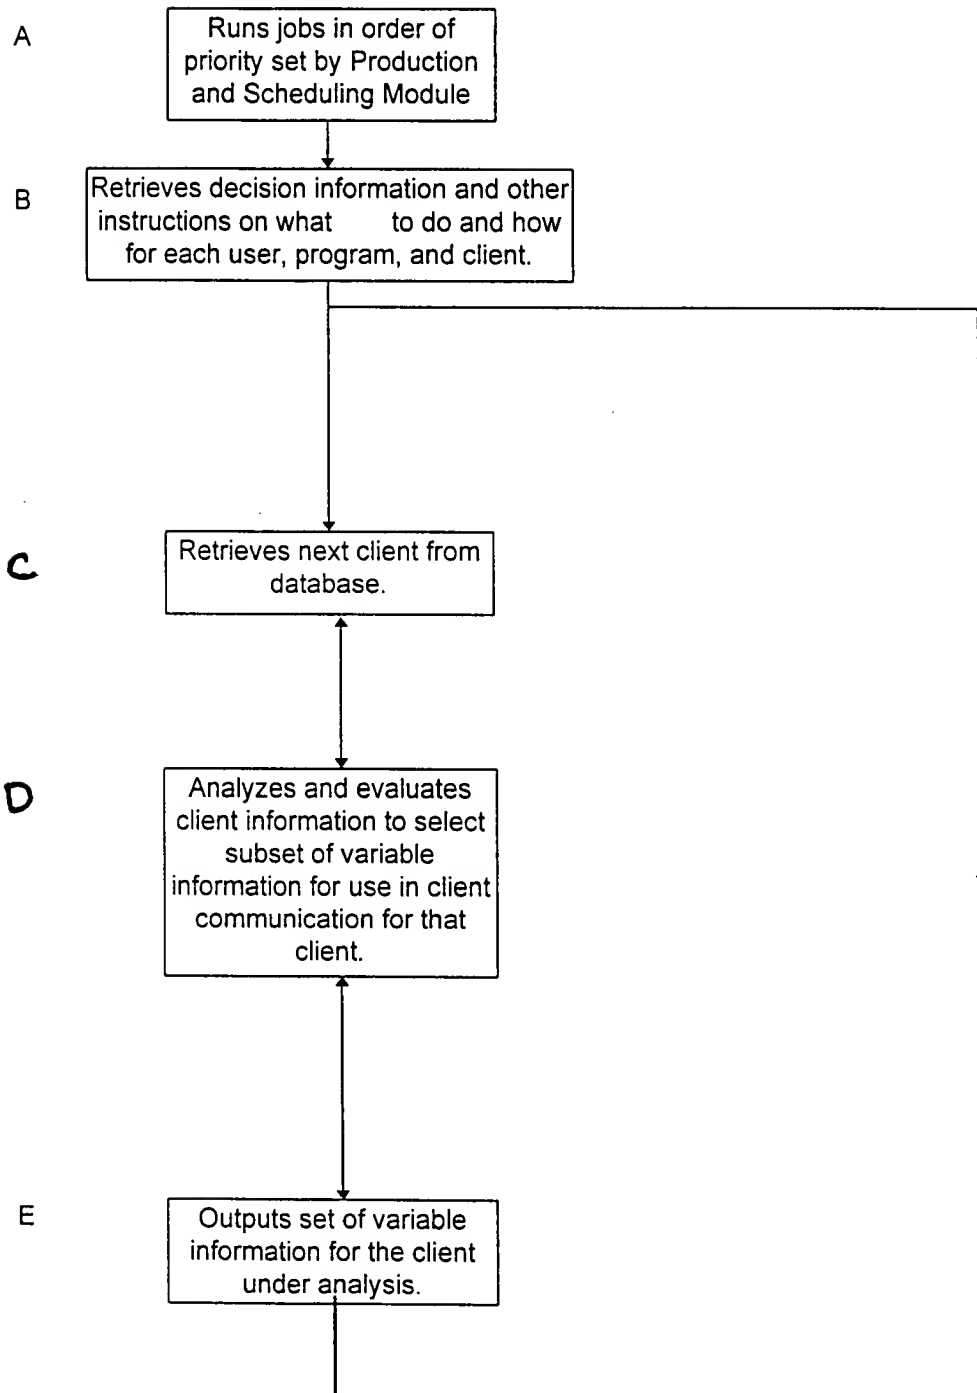 A
Runs jobs in order of
priority set by Production
and Scheduling Module
B
Retrieves decision information and other
instructions on what to do and how
for each user, program, and client.
C
Retrieves next client from
database.
D
Analyzes and evaluates
client information to select
subset of variable
information for use in client
communication for that
client.
E
Outputs set of variable
information for the client
under analysis.